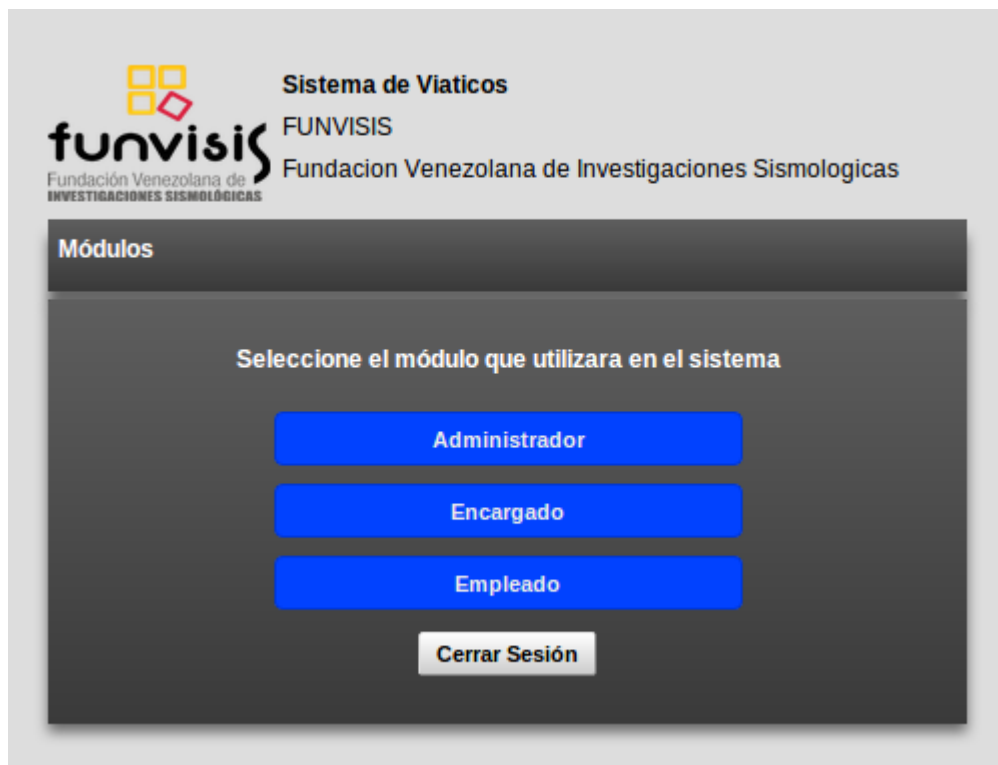 Sistema de Viaticos
funvisis
FUNVISIS
Fundación Venezolana de
Fundacion Venezolana de Investigaciones Sismologicas
INVESTIGACIONES SISMOLÓGICAS
Módulos
Seleccione el módulo que utilizara en el sistema
Administrador
Encargado
Empleado
Cerrar Sesión